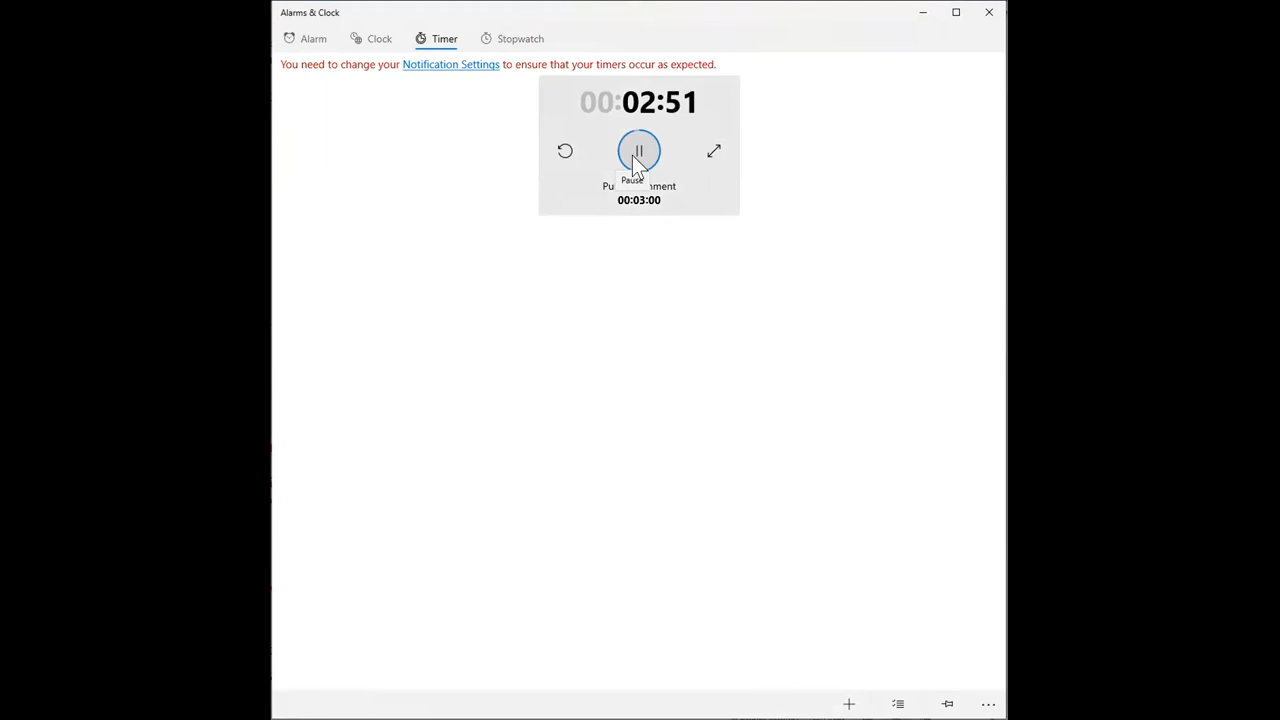 Alarms & Clock
Alarm Clock Timer Stopwatch
You need to change your Notification Settings to ensure that your timers occur as expected.
00:02:51
Pause
00:03:00